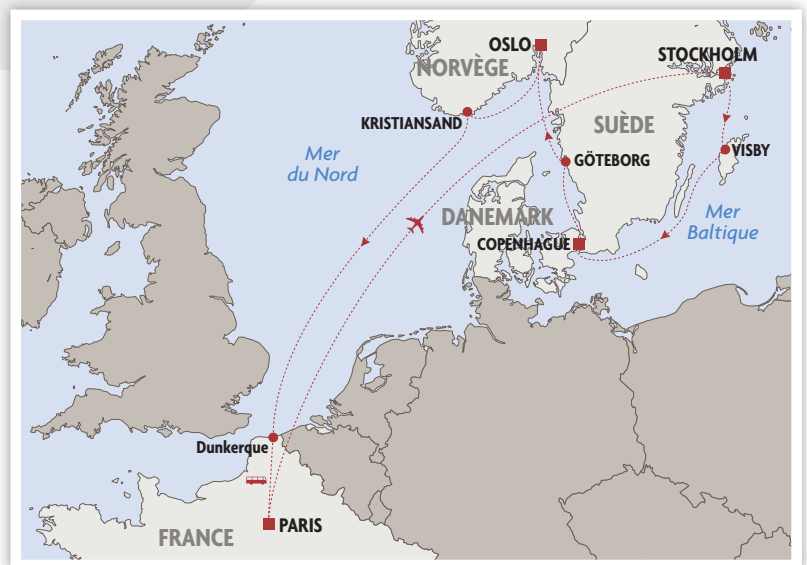 OSLO
NORVÈGE
STOCKHOLM
KRISTIANSAND
SUÈDE
Mer
du Nord
GÖTEBORG
VISBY
DANEMARK
Mer
Baltique
COPENHAGUE
Dunkerque
PARIS
FRANCE